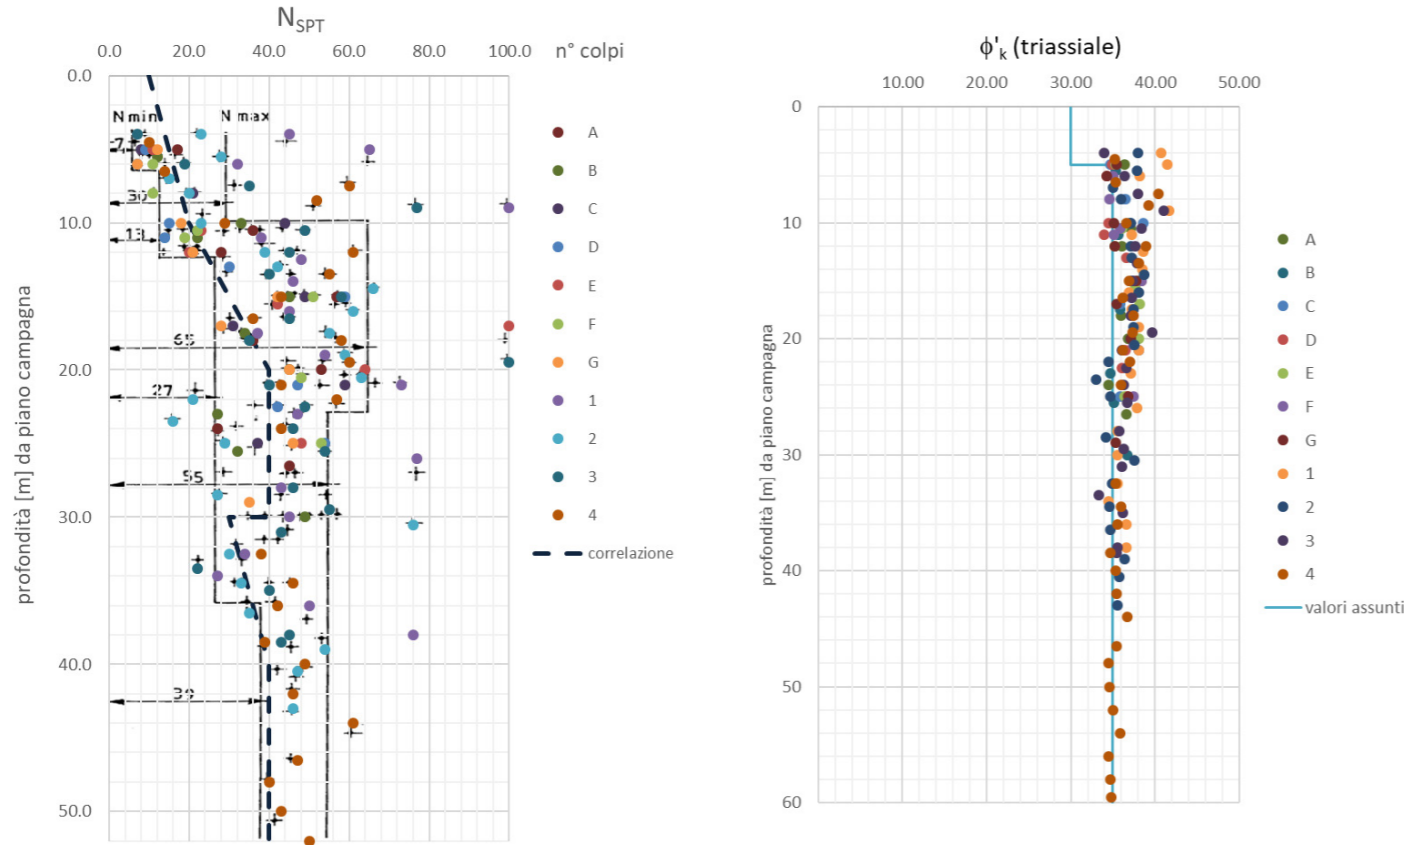 N_SPT
0.0 20.0 40.0 60.0 80.0 100.0 n° colpi
0.0
10.0
20.0
30.0
40.0
50.0
profondità [m] da piano campagna
N min
N max
7
30
13
65
27
55
A
B
C
D
E
F
G
1
2
3
4
correlazione
ϕ'k (triassiale)
10.00 20.00 30.00 40.00 50.00
0
10
20
30
40
50
60
profondità [m] da piano campagna
A
B
C
D
E
F
G
1
2
3
4
valori assunti